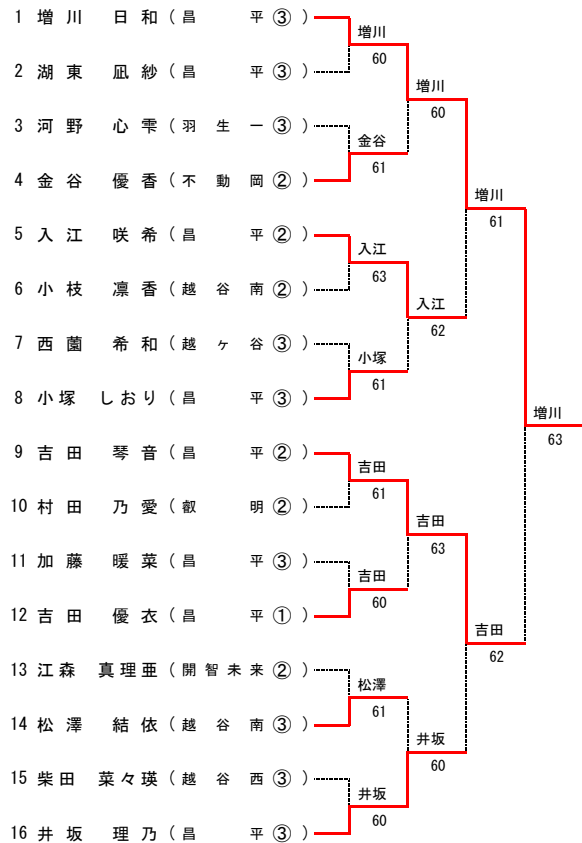 1 増川 日和 (昌平③)
増川
60
2 湖東 凪紗 (昌平③)
増川
60
3 河野 心雫 (羽生一③)
金谷
61
4 金谷 優香 (不動岡②)
増川
61
5 入江 咲希 (昌平②)
入江
63
6 小枝 凛香 (越谷南②)
入江
62
7 西薗 希和 (越ヶ谷③)
小塚
61
8 小塚 しおり (昌平③)
増川
63
9 吉田 琴音 (昌平②)
吉田
61
10 村田 乃愛 (叡明②)
吉田
63
11 加藤 暖菜 (昌平③)
吉田
60
12 吉田 優衣 (昌平①)
吉田
62
13 江森 真理亜 (開智未来②)
松澤
61
14 松澤 結依 (越谷南③)
井坂
60
15 柴田 菜々瑛 (越谷西③)
井坂
60
16 井坂 理乃 (昌平③)